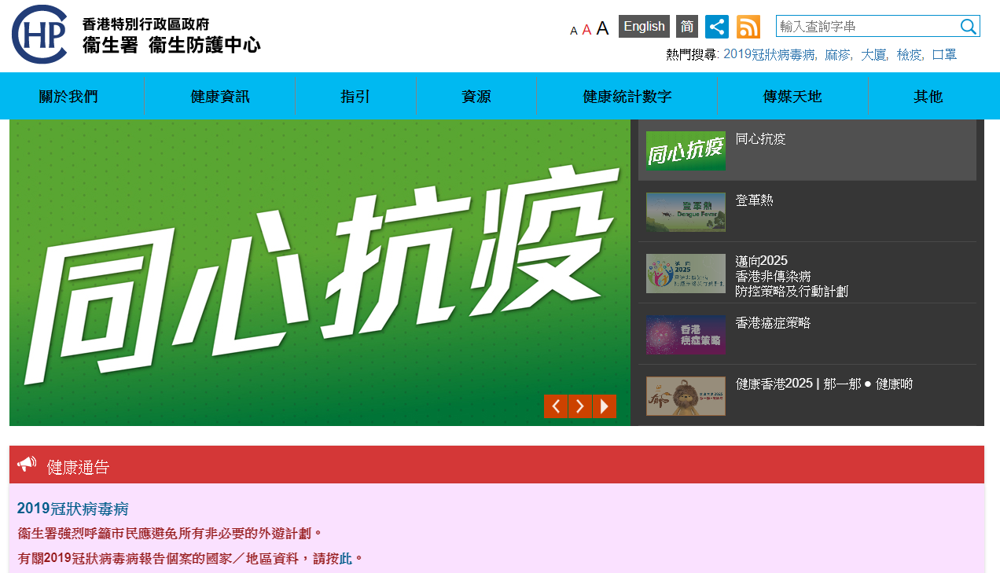 CHP
香港特別行政區政府
衞生署 衞生防護中心
A A A English 简
輸入查詢字串
熱門搜尋: 2019冠狀病毒病, 麻疹, 大廈, 檢疫, 口罩
關於我們 健康資訊 指引 資源 健康統計數字 傳媒天地 其他
同心抗疫
同心抗疫
同心抗疫
登革熱
Dengue Fever
登革熱
邁向
2025
邁向2025
香港非傳染病
防控策略及行動計劃
香港
癌症策略
香港癌症策略
健康香港2025 | 郁一郁 ● 健康啲
健康通告
2019冠狀病毒病
衞生署強烈呼籲市民應避免所有非必要的外遊計劃。
有關2019冠狀病毒病報告個案的國家／地區資料，請按此。